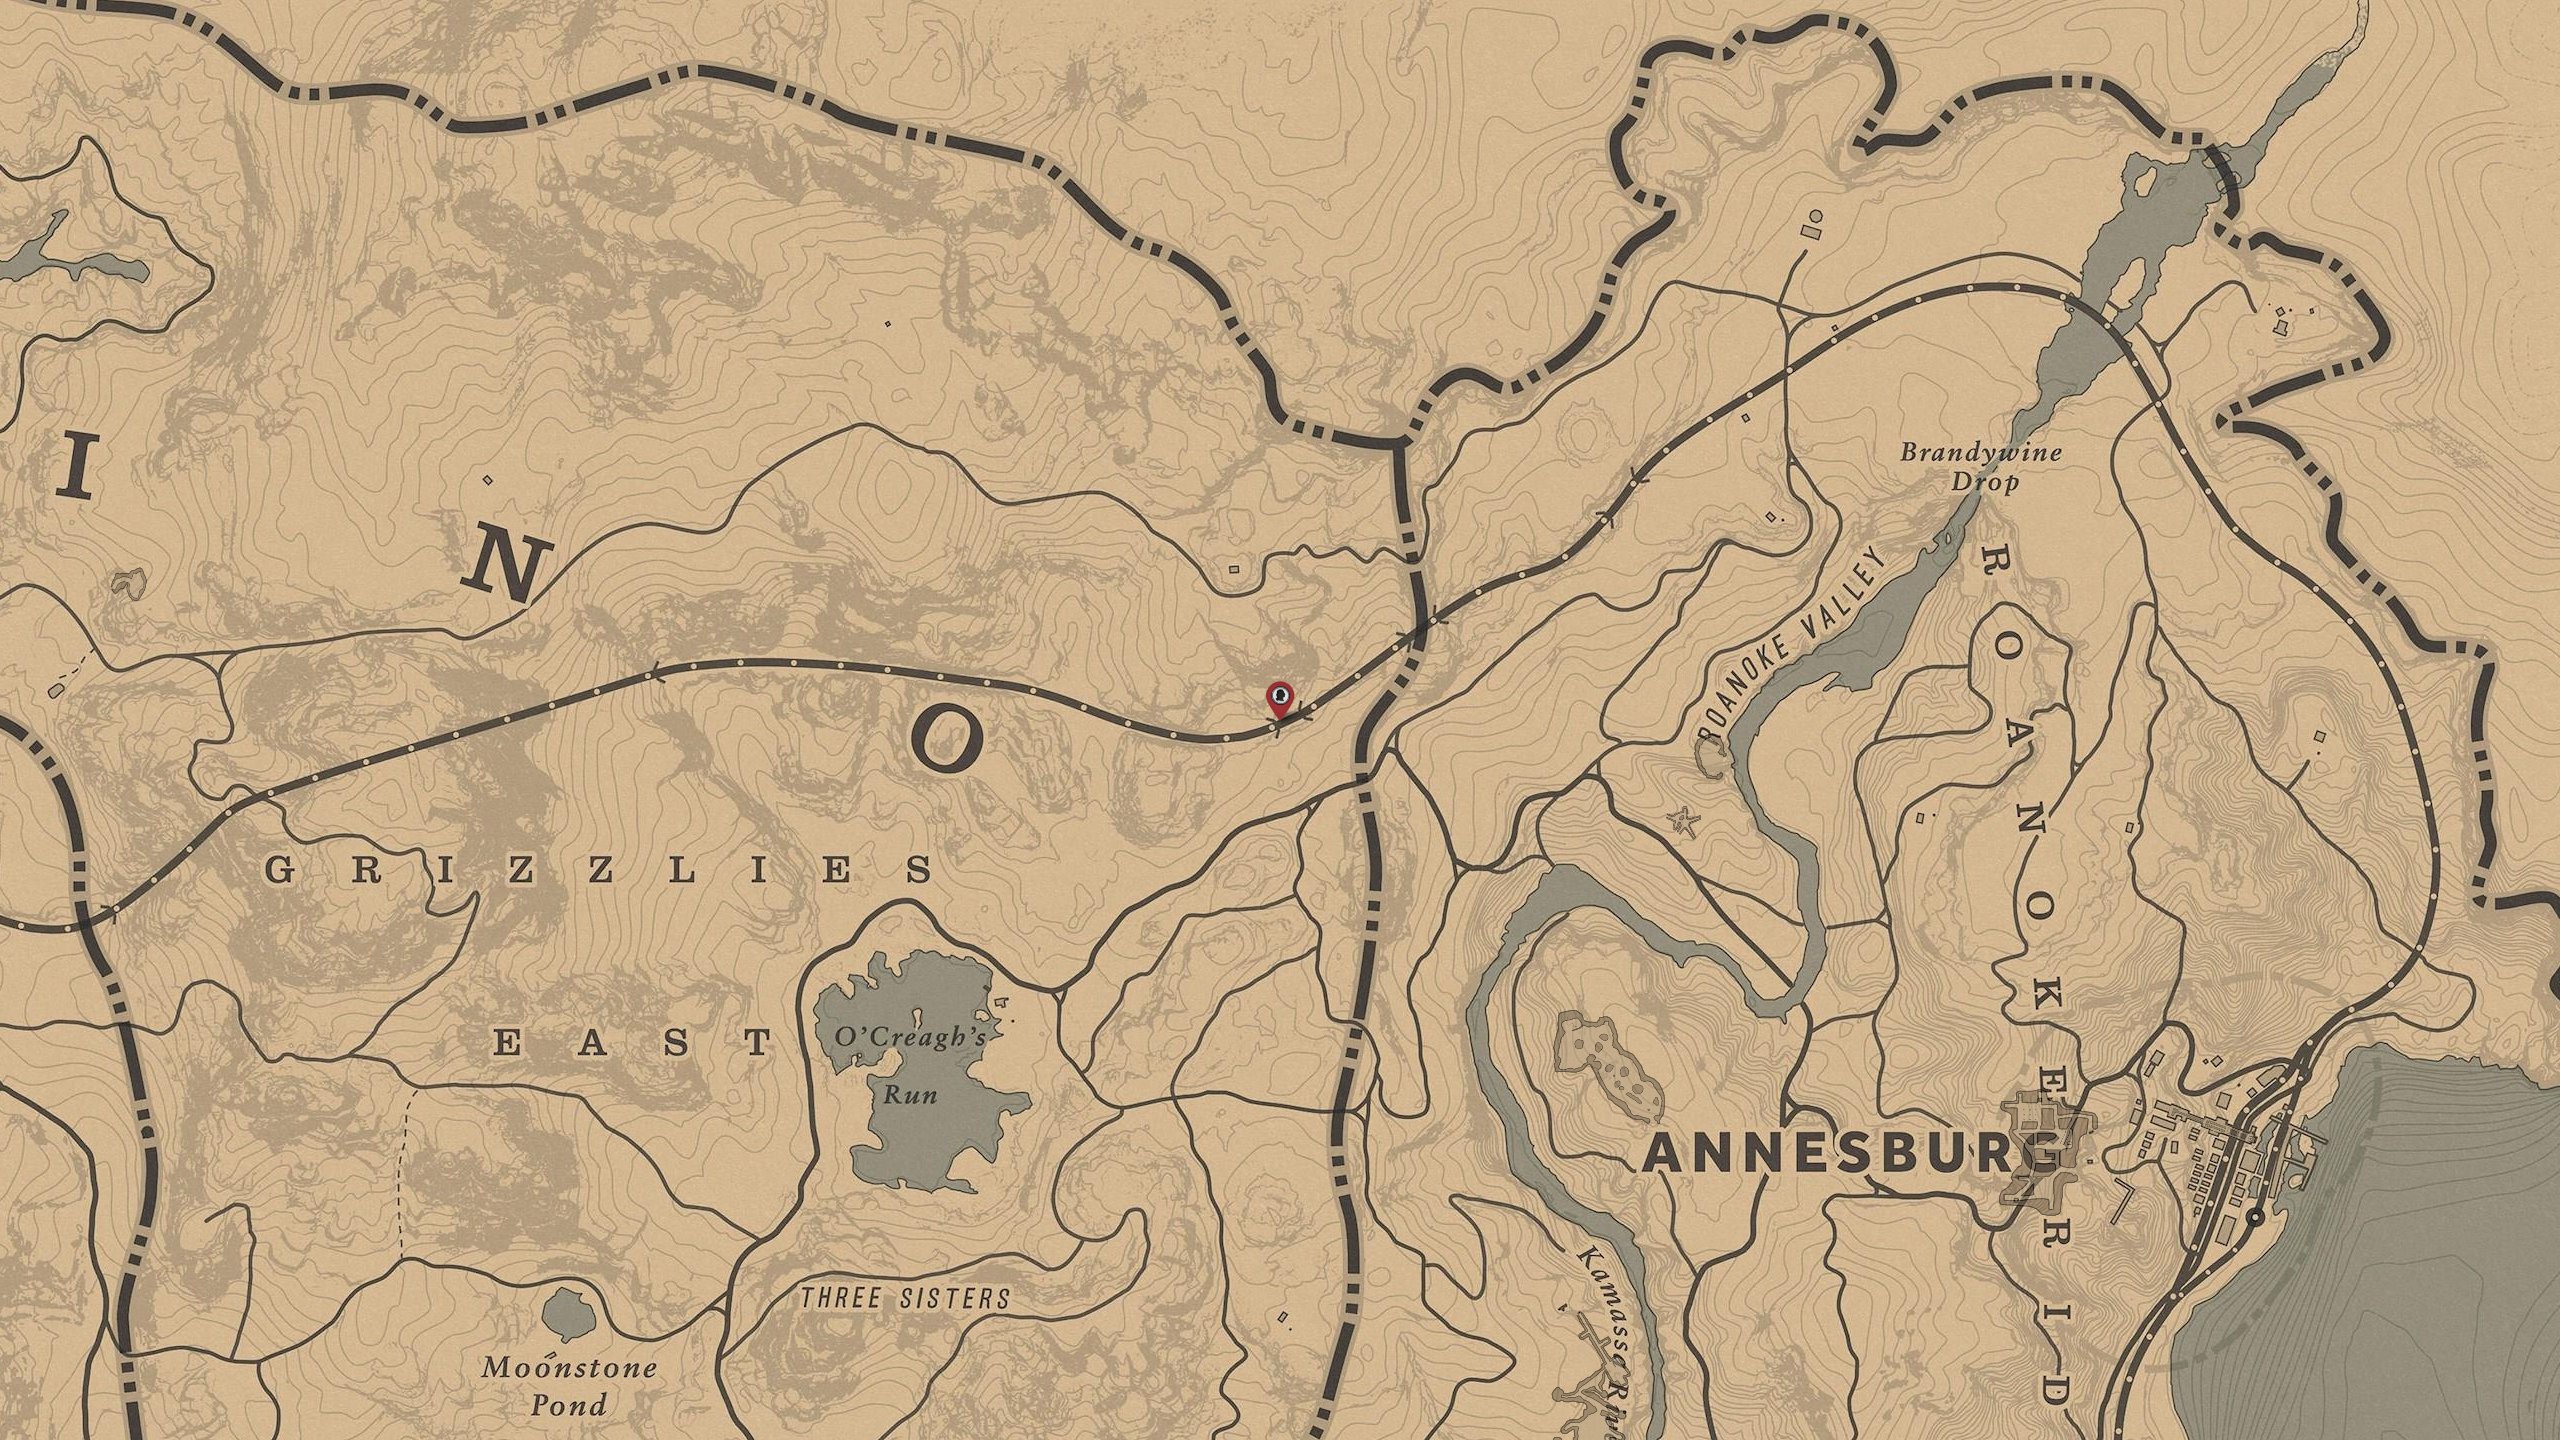 I
N
O
GRIZZLIES
EAST
O'Creagh's
Run
THREE SISTERS
Moonstone
Pond
Brandywine
Drop
ROANOKE VALLEY
ROANOKE RID
ANNESBURG
Kamassa River